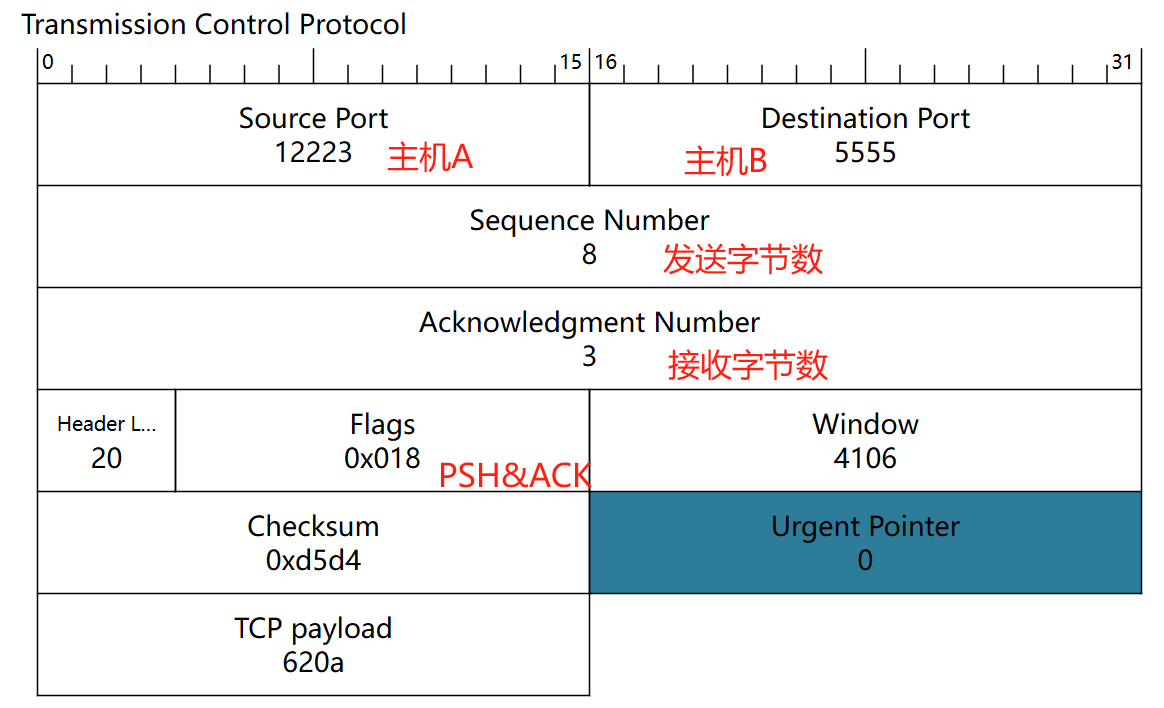 Transmission Control Protocol
0 15 16 31
Source Port
12223 主机A
Destination Port
主机B 5555
Sequence Number
8 发送字节数
Acknowledgment Number
3 接收字节数
Header L...
20
Flags
0x018 PSH&ACK
Window
4106
Checksum
0xd5d4
Urgent Pointer
0
TCP payload
620a